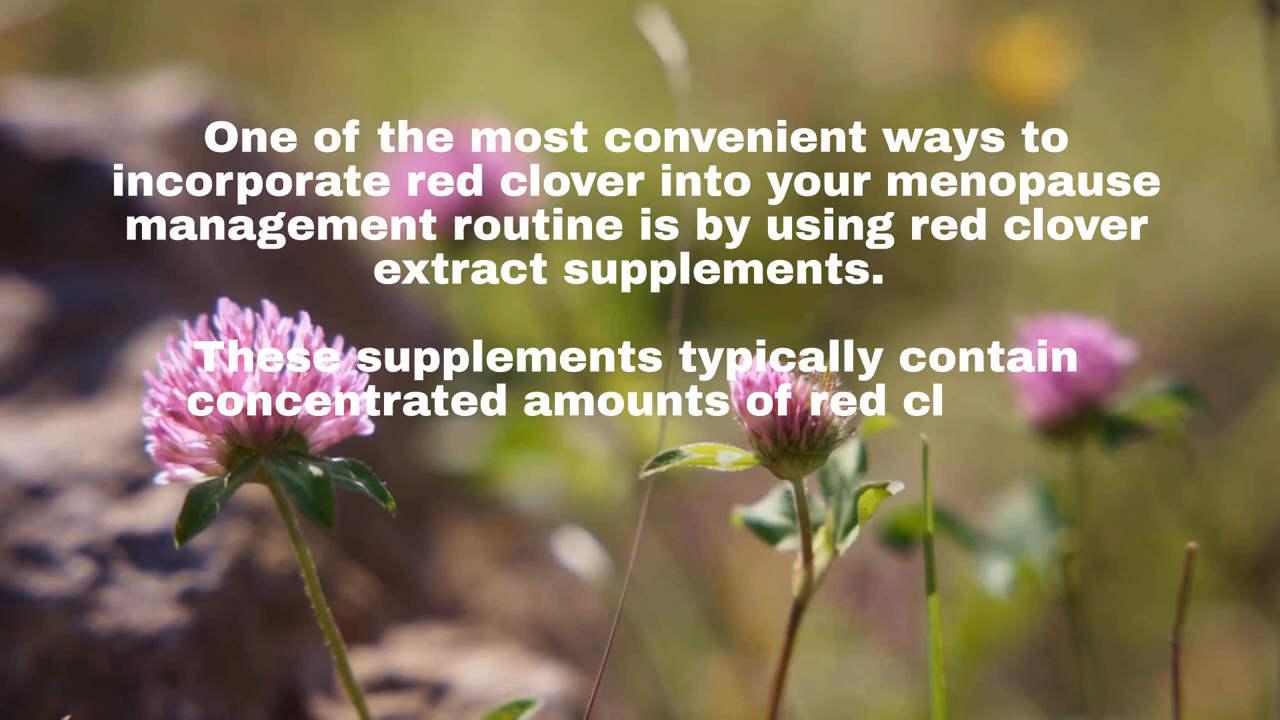 One of the most convenient ways to
incorporate red clover into your menopause
management routine is by using red clover
extract supplements.
These supplements typically contain
concentrated amounts of red cl